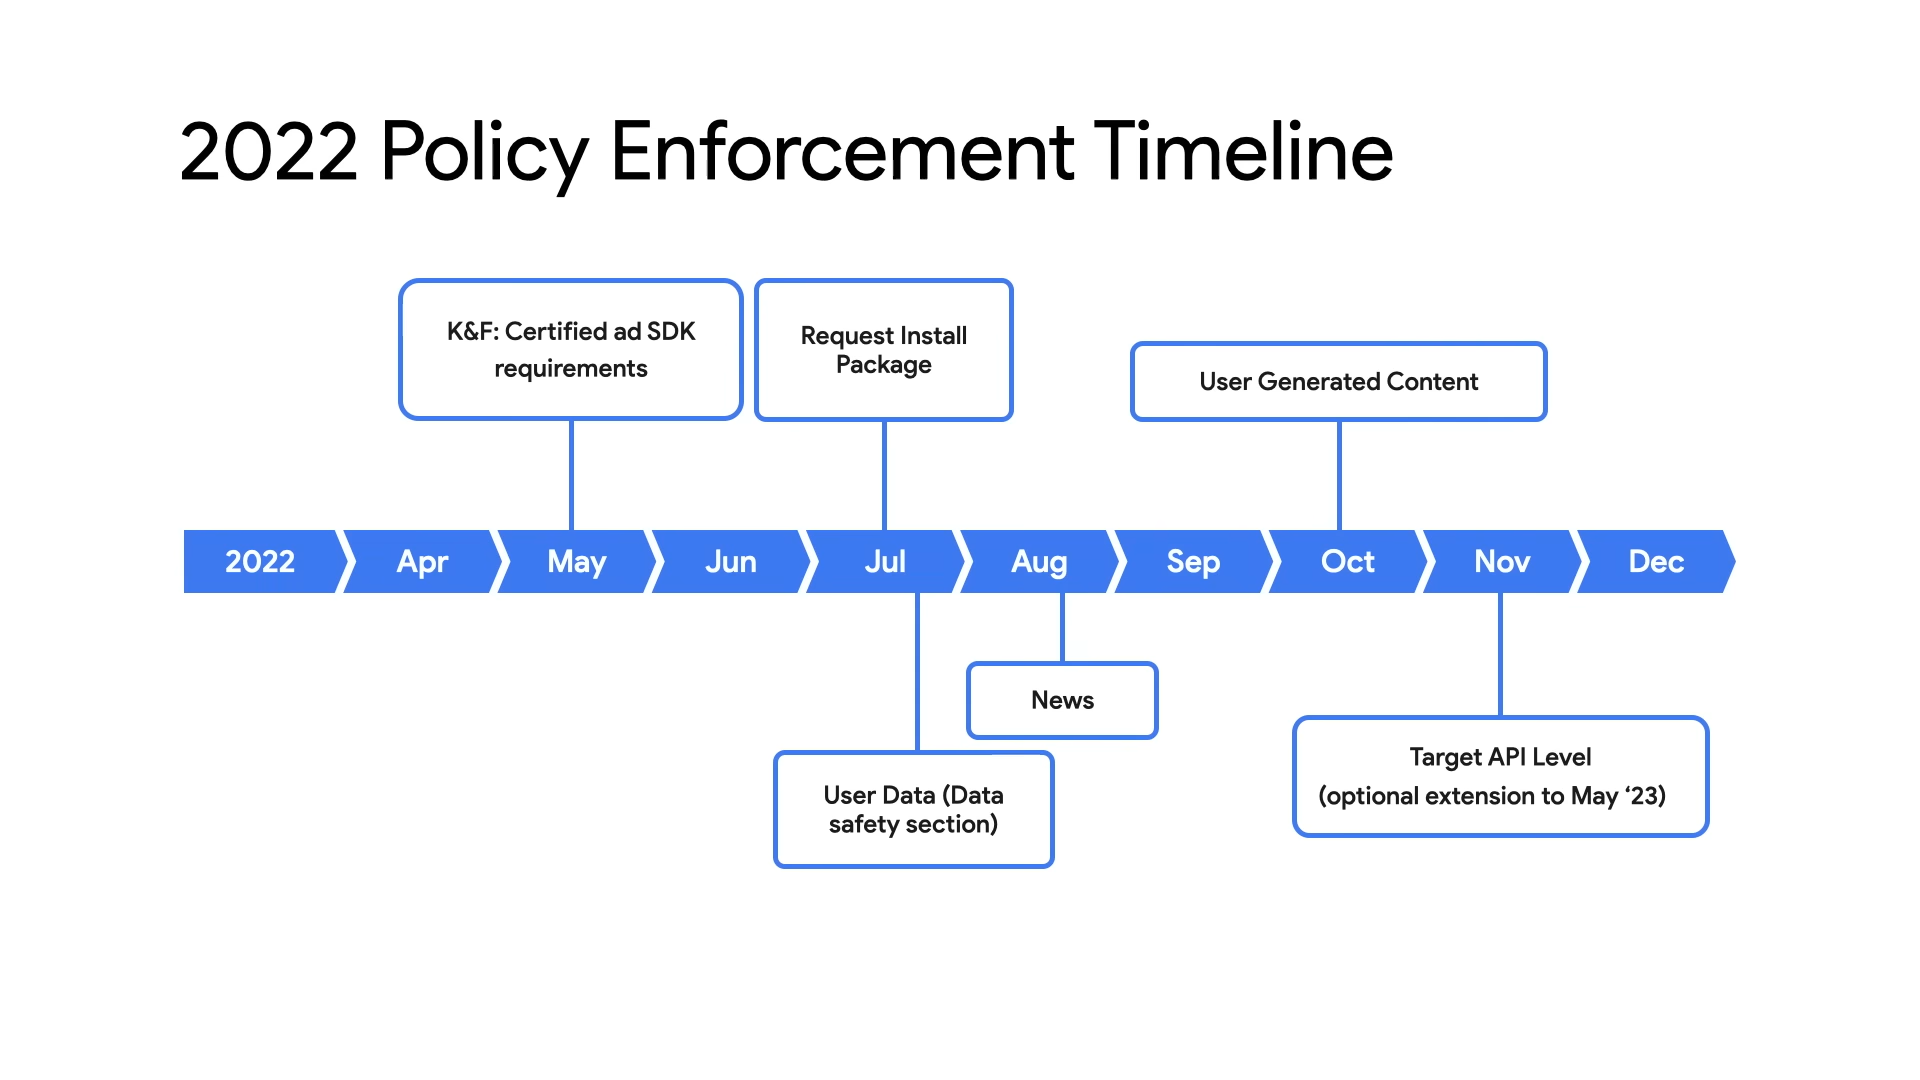 2022 Policy Enforcement Timeline
K&F: Certified ad SDK
requirements
Request Install
Package
User Generated Content
2022
Apr
May
Jun
Jul
Aug
Sep
Oct
Nov
Dec
News
User Data (Data
safety section)
Target API Level
(optional extension to May ‘23)